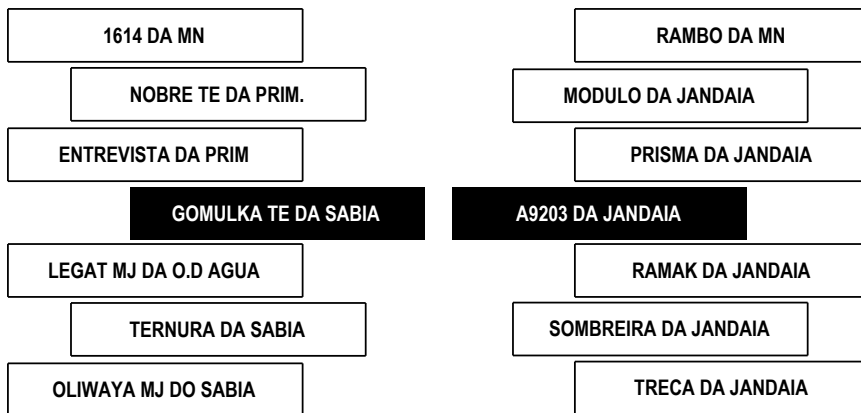 1614 DA MN
RAMBO DA MN
NOBRE TE DA PRIM.
MODULO DA JANDAIA
ENTREVISTA DA PRIM
PRISMA DA JANDAIA
GOMULKA TE DA SABIA
A9203 DA JANDAIA
LEGAT MJ DA O.D AGUA
RAMAK DA JANDAIA
TERNURA DA SABIA
SOMBREIRA DA JANDAIA
OLIWAYA MJ DO SABIA
TRECA DA JANDAIA